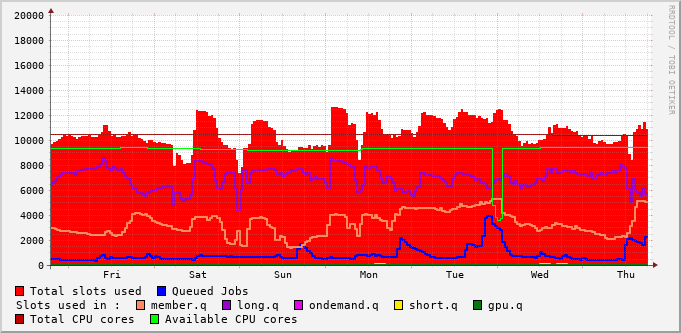 20000
18000
16000
14000
12000
10000
8000
6000
4000
2000
0
Fri Sat Sun Mon Tue Wed Thu
RRDTOOL / TOBI OETIKER
Total slots used Queued Jobs
Slots used in : member.q long.q ondemand.q short.q gpu.q
Total CPU cores Available CPU cores